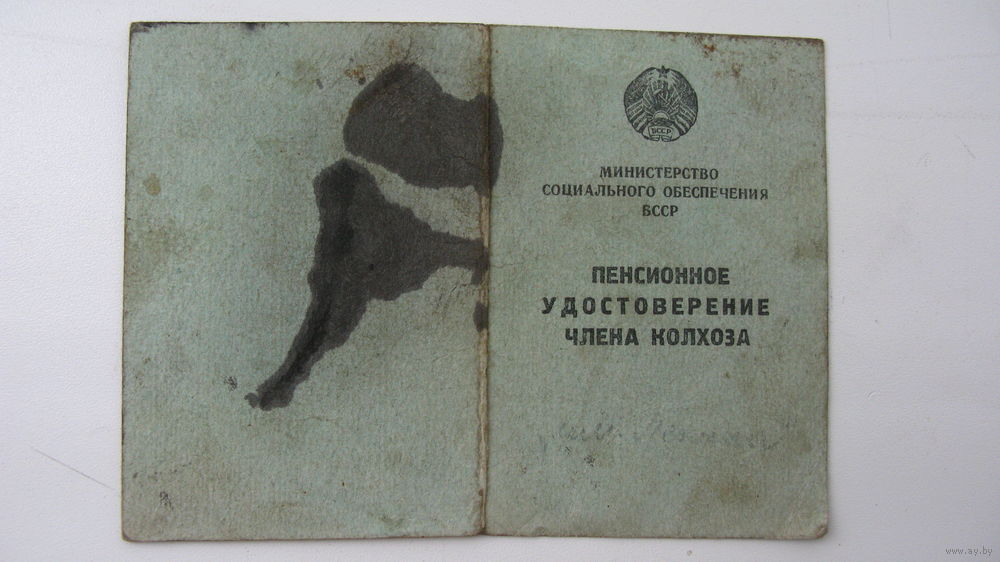 БССР
МИНИСТЕРСТВО
СОЦИАЛЬНОГО ОБЕСПЕЧЕНИЯ
БССР
ПЕНСИОННОЕ
УДОСТОВЕРЕНИЕ
ЧЛЕНА КОЛХОЗА
www.ay.by